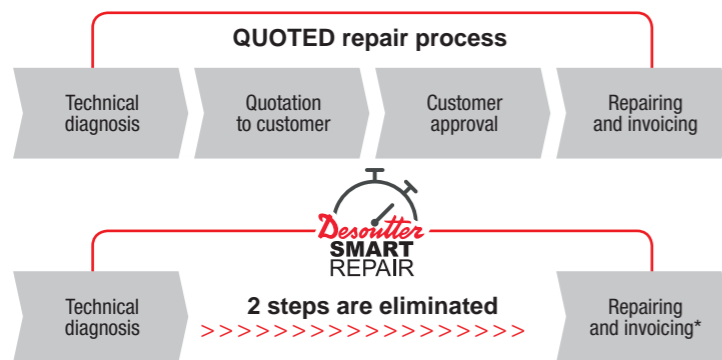 QUOTED repair process
Technical
diagnosis
Quotation
to customer
Customer
approval
Repairing
and invoicing
Desoutter
SMART
REPAIR
Technical
diagnosis
2 steps are eliminated
> > > > > > > > > > > > > > > > > >
Repairing
and invoicing*